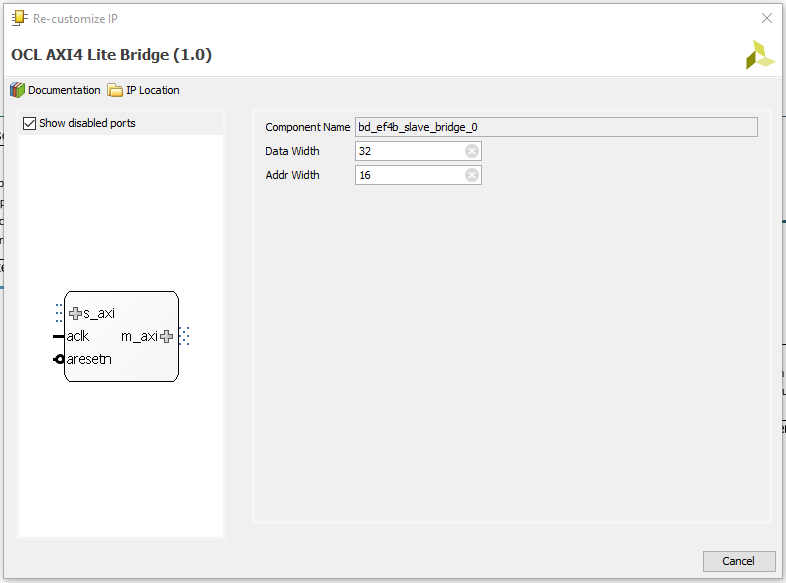 Re-customize IP
OCL AXI4 Lite Bridge (1.0)
Documentation IP Location
Show disabled ports
Component Name bd_ef4b_slave_bridge_0
Data Width 32
Addr Width 16
s_axi
aclk m_axi
aresetn
Cancel